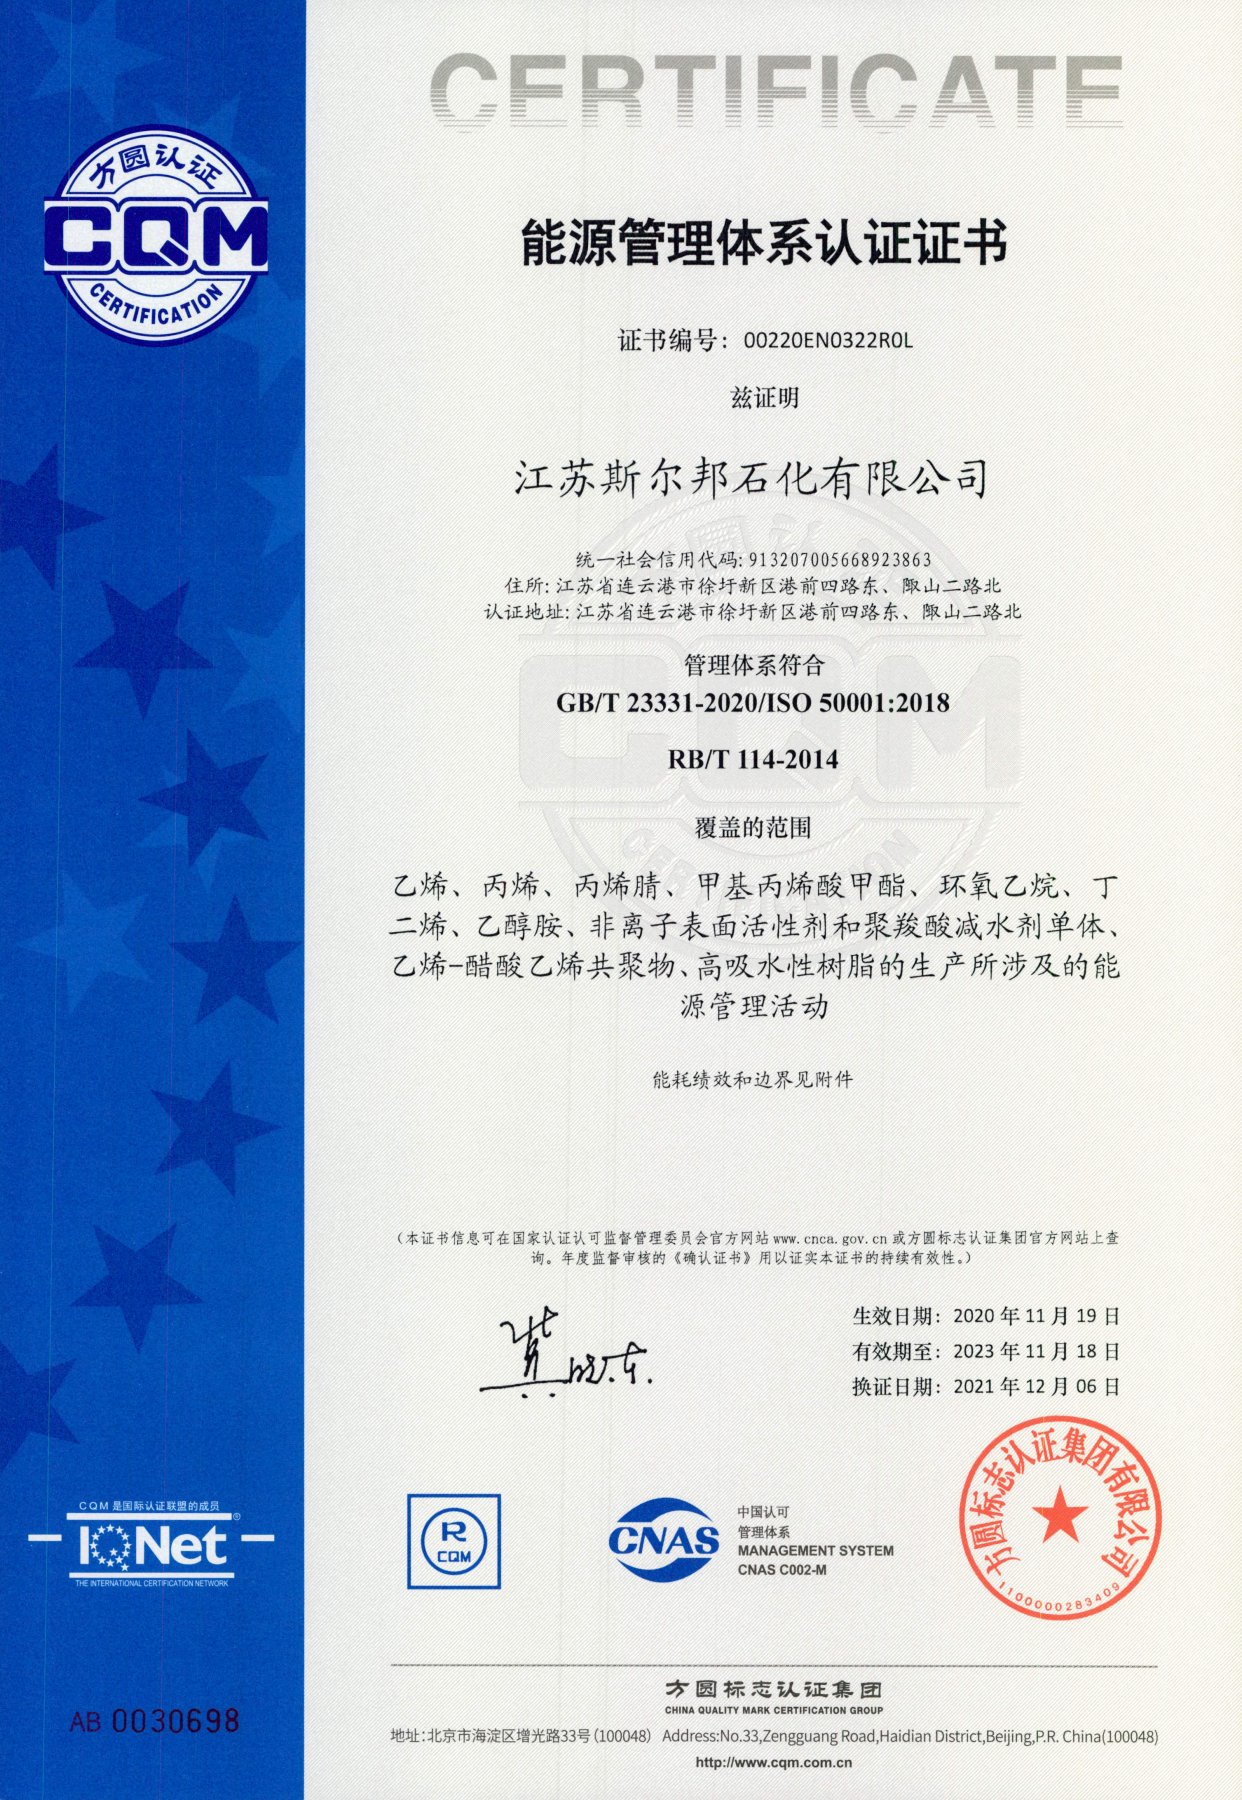 CERTIFICATE
方圆认证
CQM
CERTIFICATION
能源管理体系认证证书
证书编号：00220EN0322R0L
兹证明
江苏斯尔邦石化有限公司
统一社会信用代码:913207005668923863
住所:江苏省连云港市徐圩新区港前四路东、陬山二路北
认证地址:江苏省连云港市徐圩新区港前四路东、陬山二路北
管理体系符合
GB/T 23331-2020/ISO 50001:2018
RB/T 114-2014
覆盖的范围
乙烯、丙烯、丙烯腈、甲基丙烯酸甲酯、环氧乙烷、丁
二烯、乙醇胺、非离子表面活性剂和聚羧酸减水剂单体、
乙烯-醋酸乙烯共聚物、高吸水性树脂的生产所涉及的能
源管理活动
能耗绩效和边界见附件
（本证书信息可在国家认证认可监督管理委员会官方网站 www.cnca.gov.cn 或方圆标志认证集团官方网站上查
询。年度监督审核的《确认证书》用以证实本证书的持续有效性。）
生效日期：2020 年 11 月 19 日
有效期至：2023 年 11 月 18 日
换证日期：2021 年 12 月 06 日
CQM 是国际认证联盟的成员
IQNet®
THE INTERNATIONAL CERTIFICATION NETWORK
R
CQM
CNAS
中国认可
管理体系
MANAGEMENT SYSTEM
CNAS C002-M
方圆标志认证集团有限公司
1100000283409
AB 0030698
方圆标志认证集团
CHINA QUALITY MARK CERTIFICATION GROUP
地址:北京市海淀区增光路33号(100048) Address:No.33,Zengguang Road,Haidian District,Beijing,P.R. China(100048)
http://www.cqm.com.cn